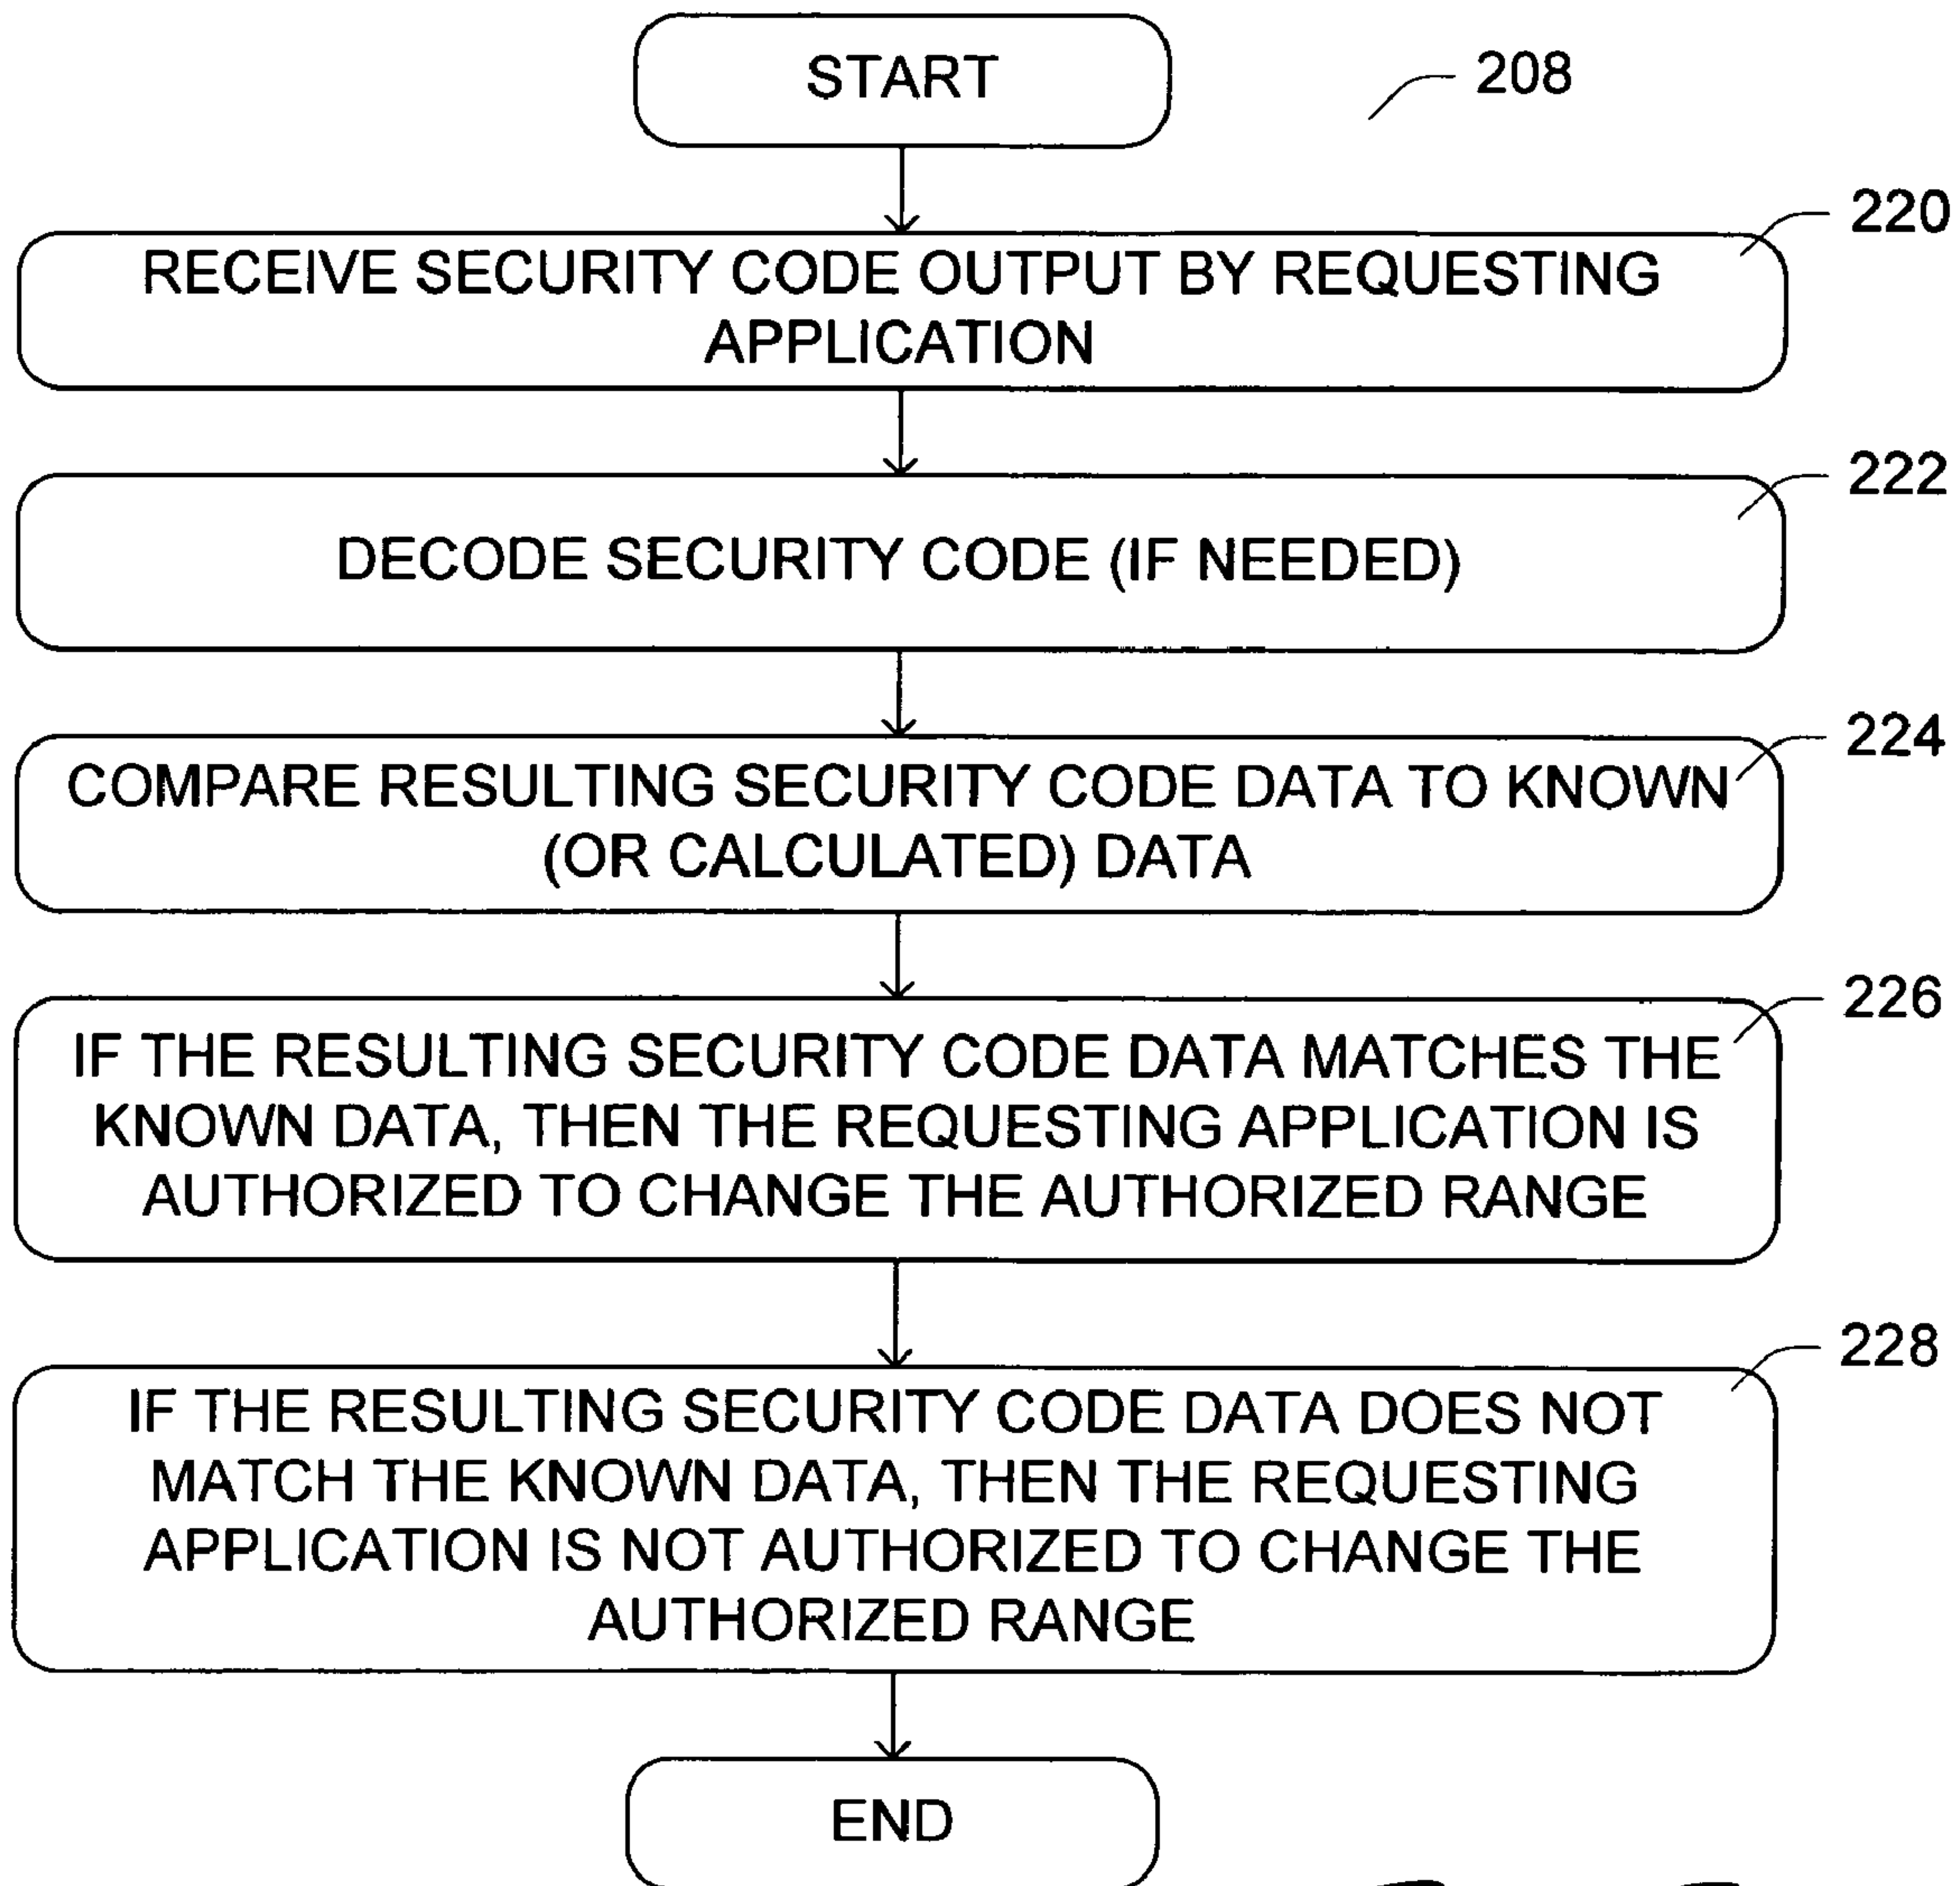 START
208
220
RECEIVE SECURITY CODE OUTPUT BY REQUESTING
APPLICATION
222
DECODE SECURITY CODE (IF NEEDED)
224
COMPARE RESULTING SECURITY CODE DATA TO KNOWN
(OR CALCULATED) DATA
226
IF THE RESULTING SECURITY CODE DATA MATCHES THE
KNOWN DATA, THEN THE REQUESTING APPLICATION IS
AUTHORIZED TO CHANGE THE AUTHORIZED RANGE
228
IF THE RESULTING SECURITY CODE DATA DOES NOT
MATCH THE KNOWN DATA, THEN THE REQUESTING
APPLICATION IS NOT AUTHORIZED TO CHANGE THE
AUTHORIZED RANGE
END